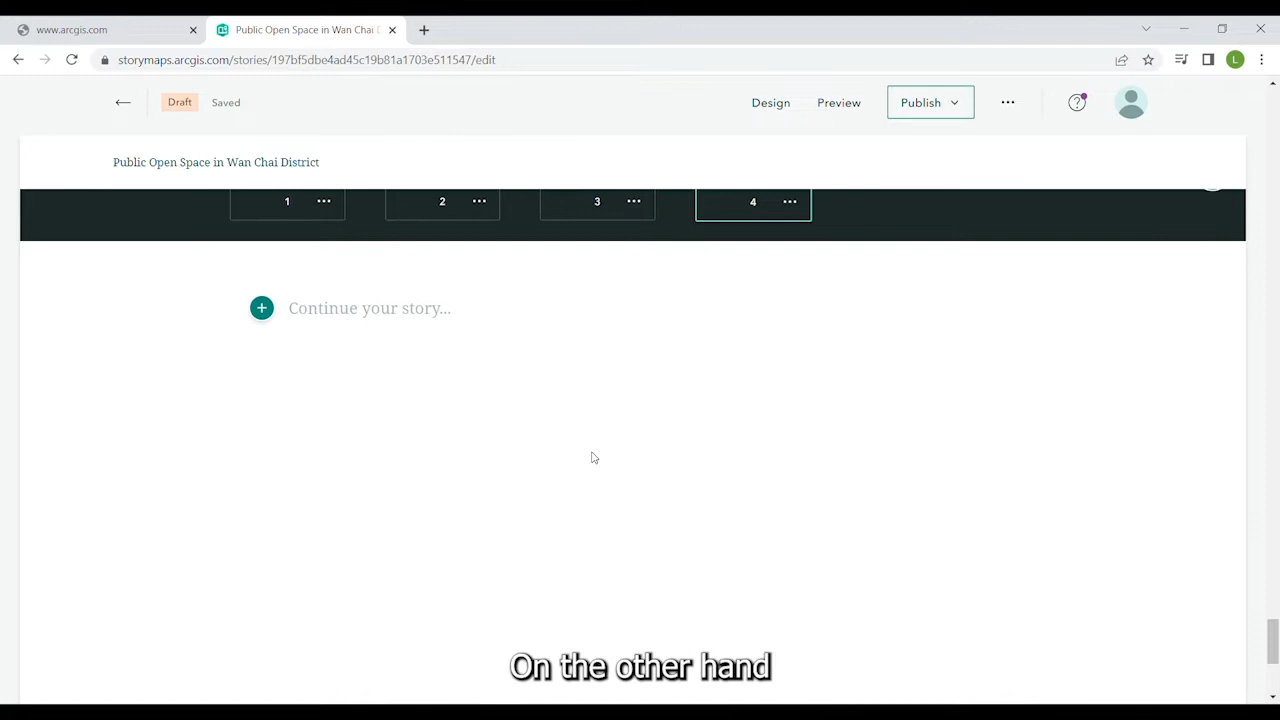 www.arcgis.com
Public Open Space in Wan Chai D
storymaps.arcgis.com/stories/197bf5dbe4ad45c19b81a1703e511547/edit
L
Draft
Saved
Design
Preview
Publish
Public Open Space in Wan Chai District
1
2
3
4
Continue your story...
On the other hand